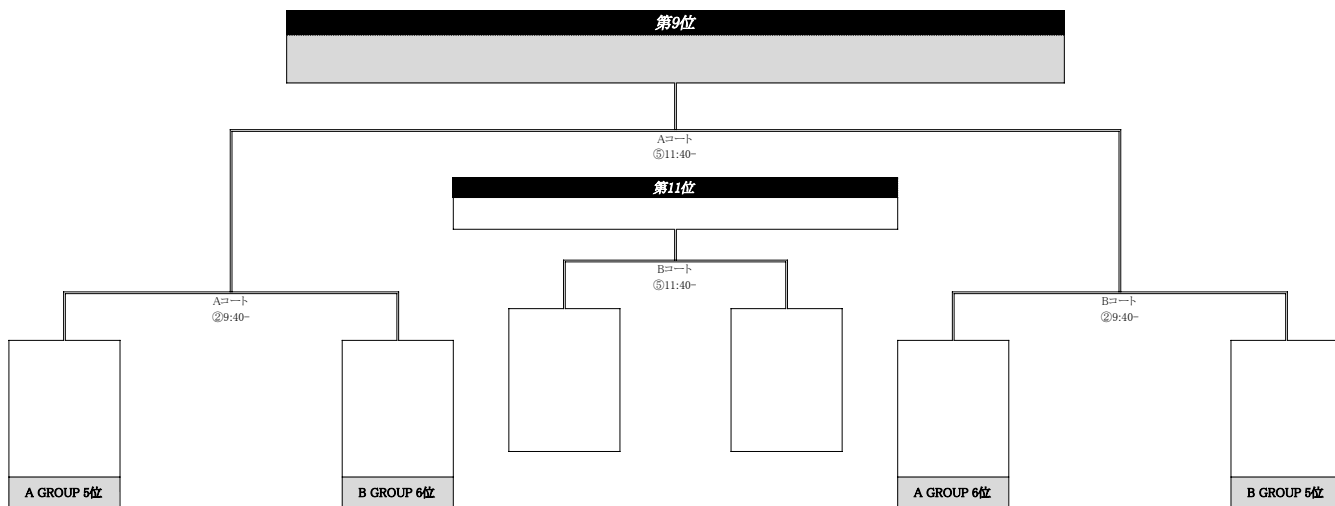 第9位
Aコート
⑤11:40-
第11位
Bコート
⑤11:40-
Aコート
②9:40-
Bコート
②9:40-
A GROUP 5位
B GROUP 6位
A GROUP 6位
B GROUP 5位